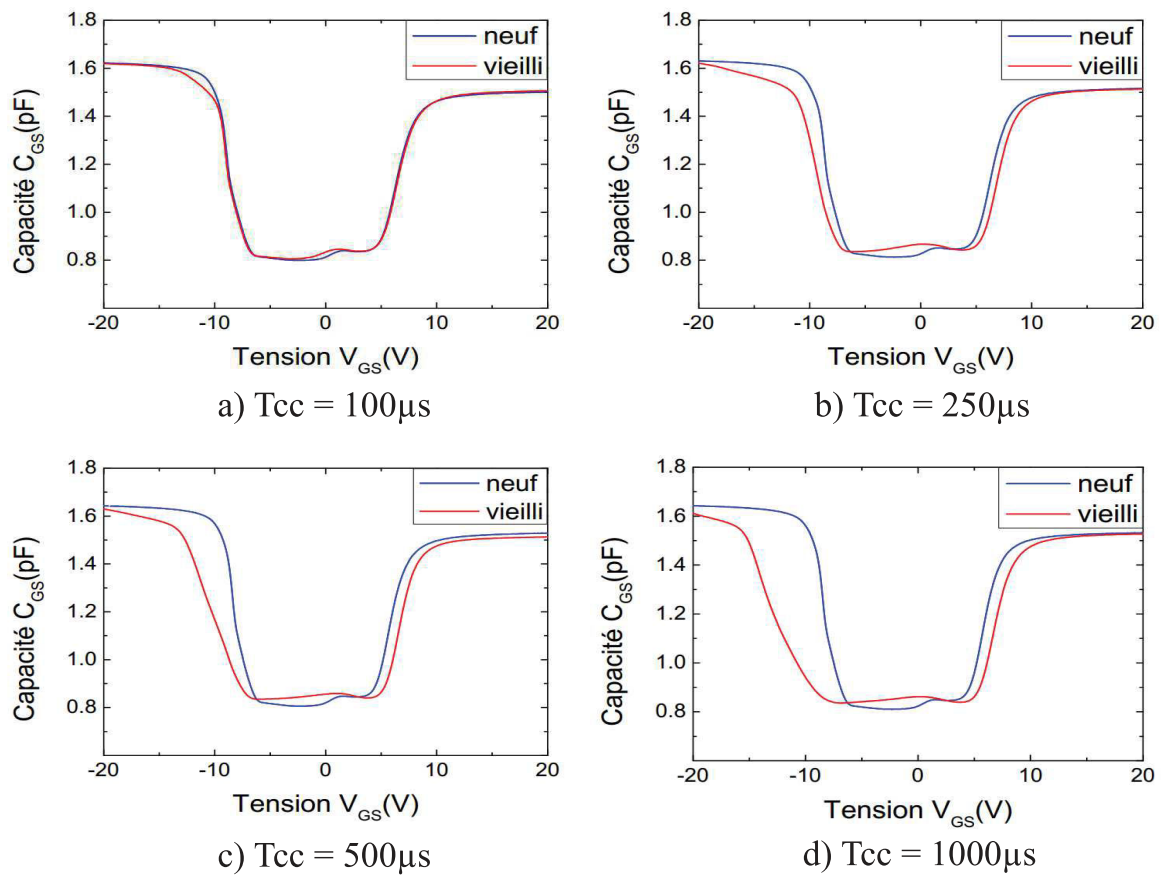 1.8
1.6
1.4
1.2
1.0
0.8
Capacité C_GS(pF)
neuf
vieilli
-20 -10 0 10 20
Tension V_GS(V)
a) Tcc = 100µs
1.8
1.6
1.4
1.2
1.0
0.8
Capacité C_GS(pF)
neuf
vieilli
-20 -10 0 10 20
Tension V_GS(V)
b) Tcc = 250µs
1.8
1.6
1.4
1.2
1.0
0.8
Capacité C_GS(pF)
neuf
vieilli
-20 -10 0 10 20
Tension V_GS(V)
c) Tcc = 500µs
1.8
1.6
1.4
1.2
1.0
0.8
Capacité C_GS(pF)
neuf
vieilli
-20 -10 0 10 20
Tension V_GS(V)
d) Tcc = 1000µs